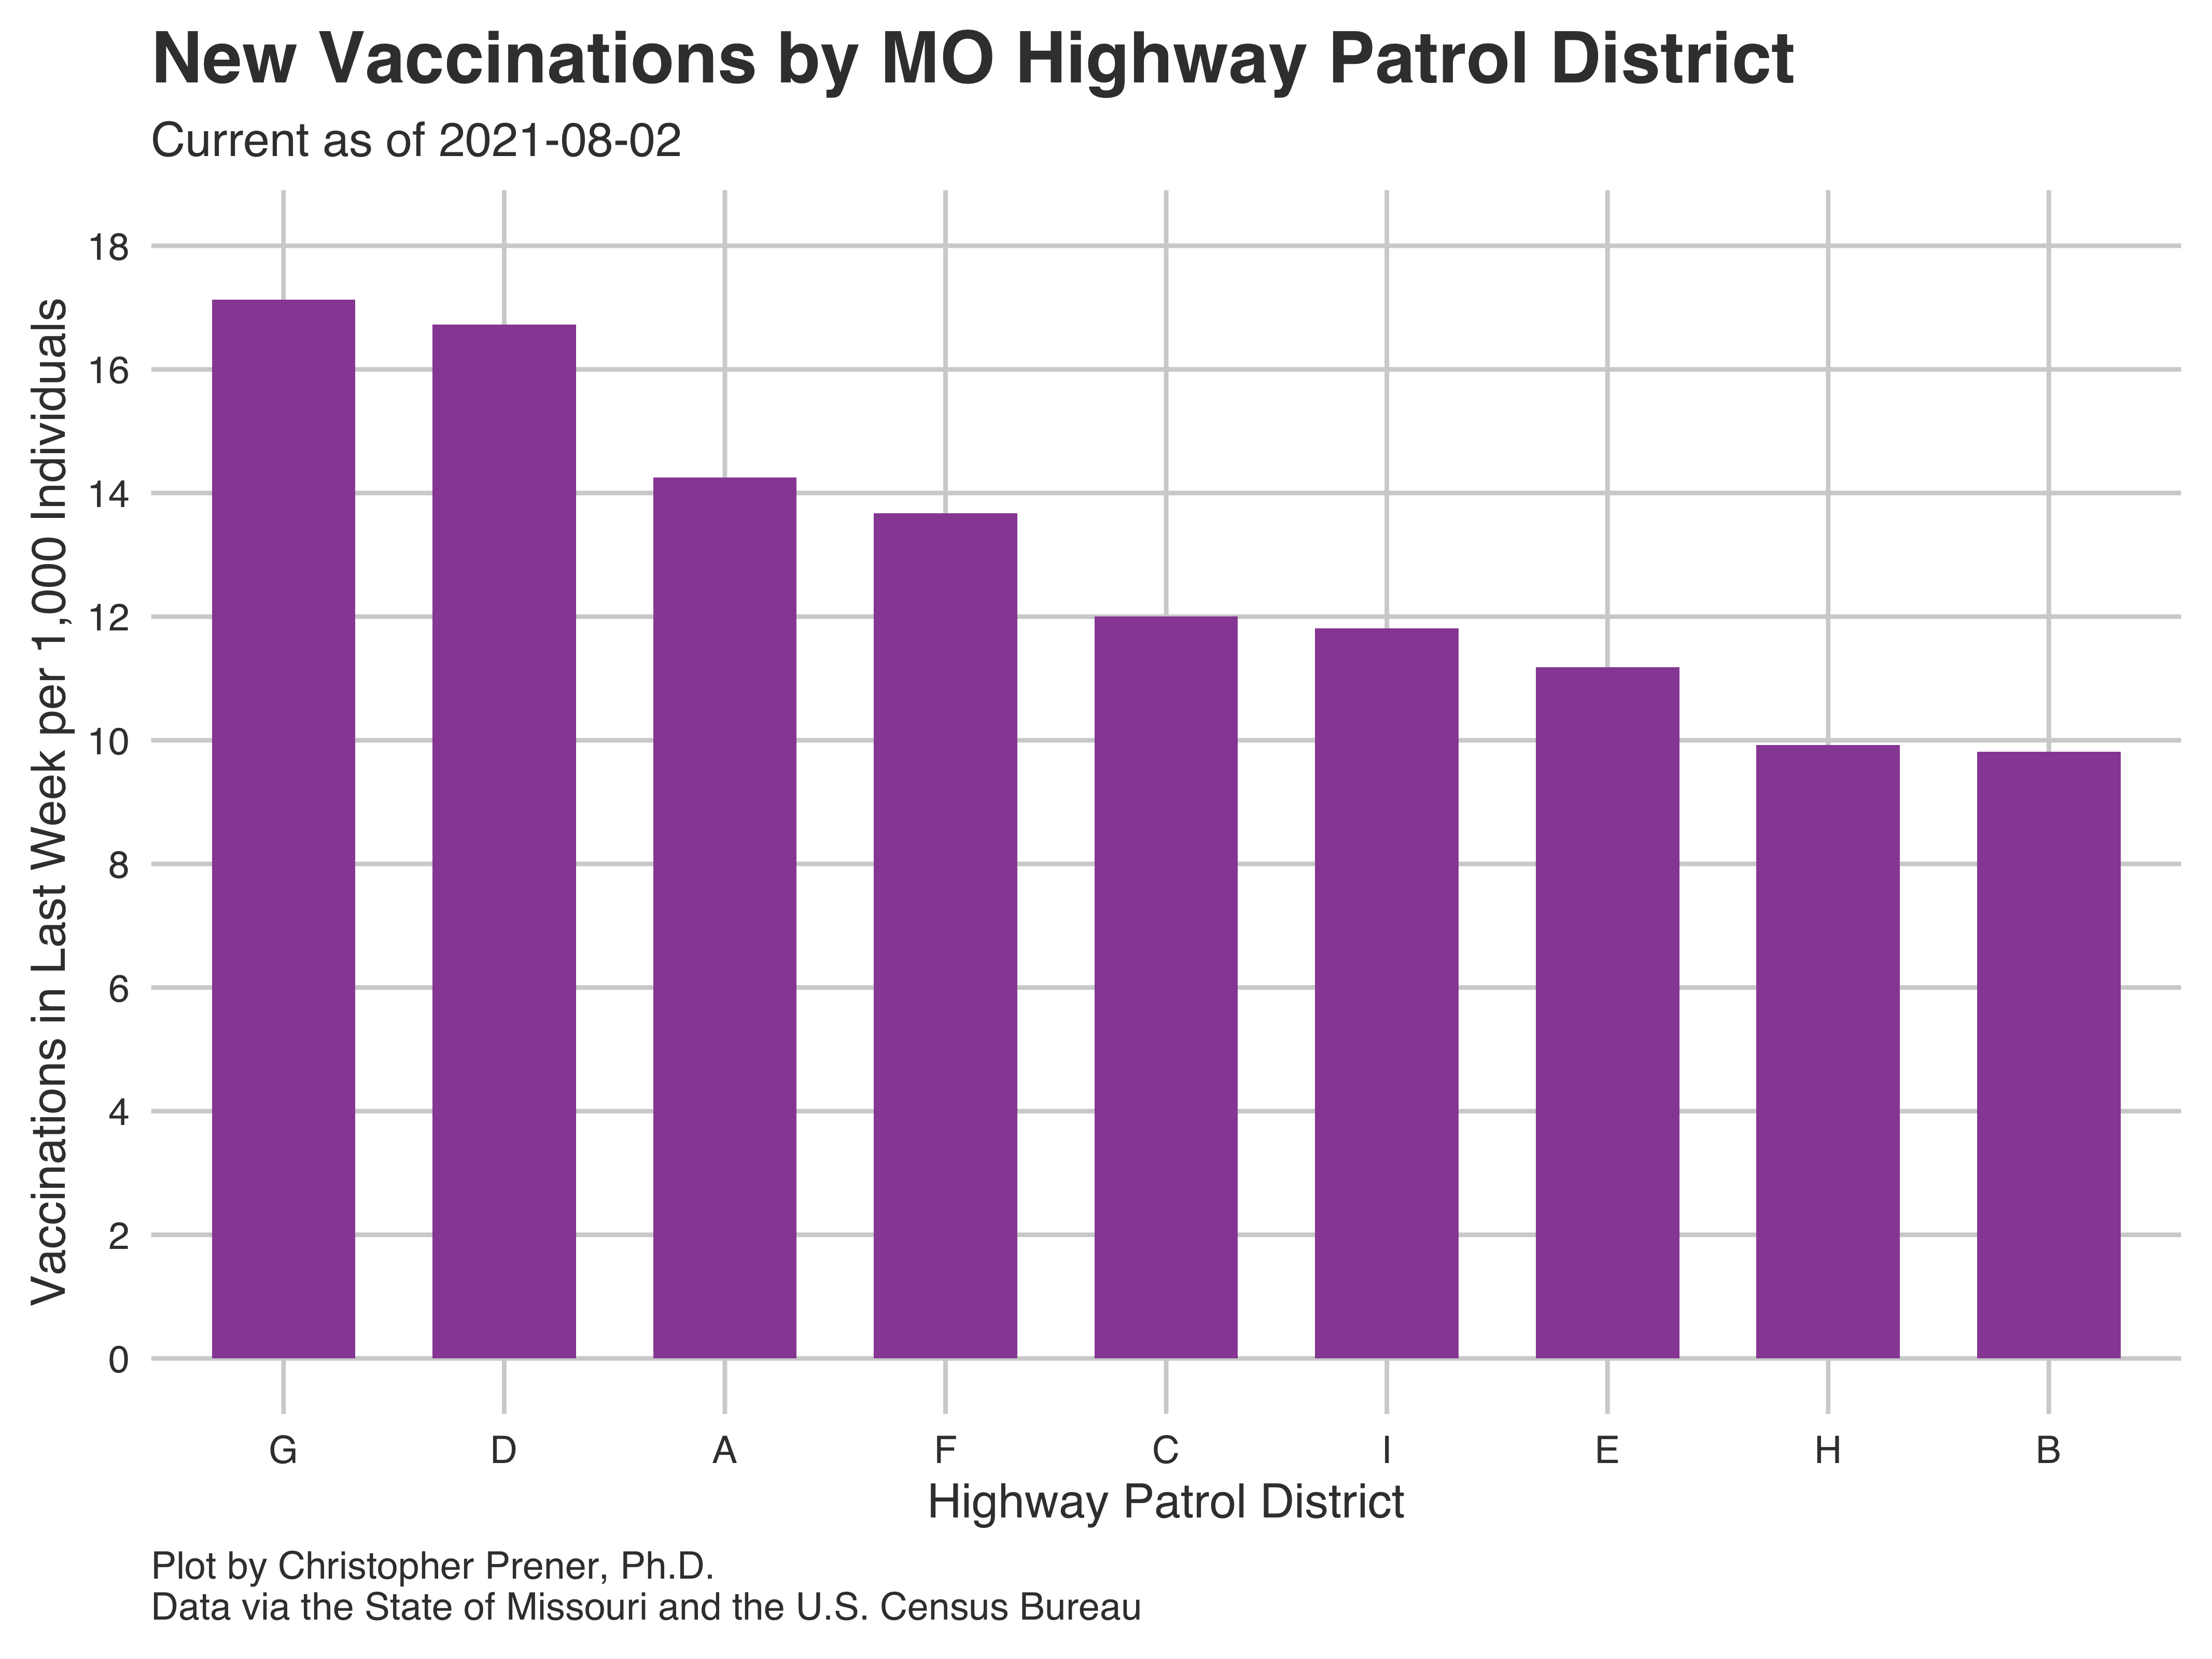 New Vaccinations by MO Highway Patrol District
Current as of 2021-08-02
Vaccinations in Last Week per 1,000 Individuals
18
16
14
12
10
8
6
4
2
0
G D A F C I E H B
Highway Patrol District
Plot by Christopher Prener, Ph.D.
Data via the State of Missouri and the U.S. Census Bureau